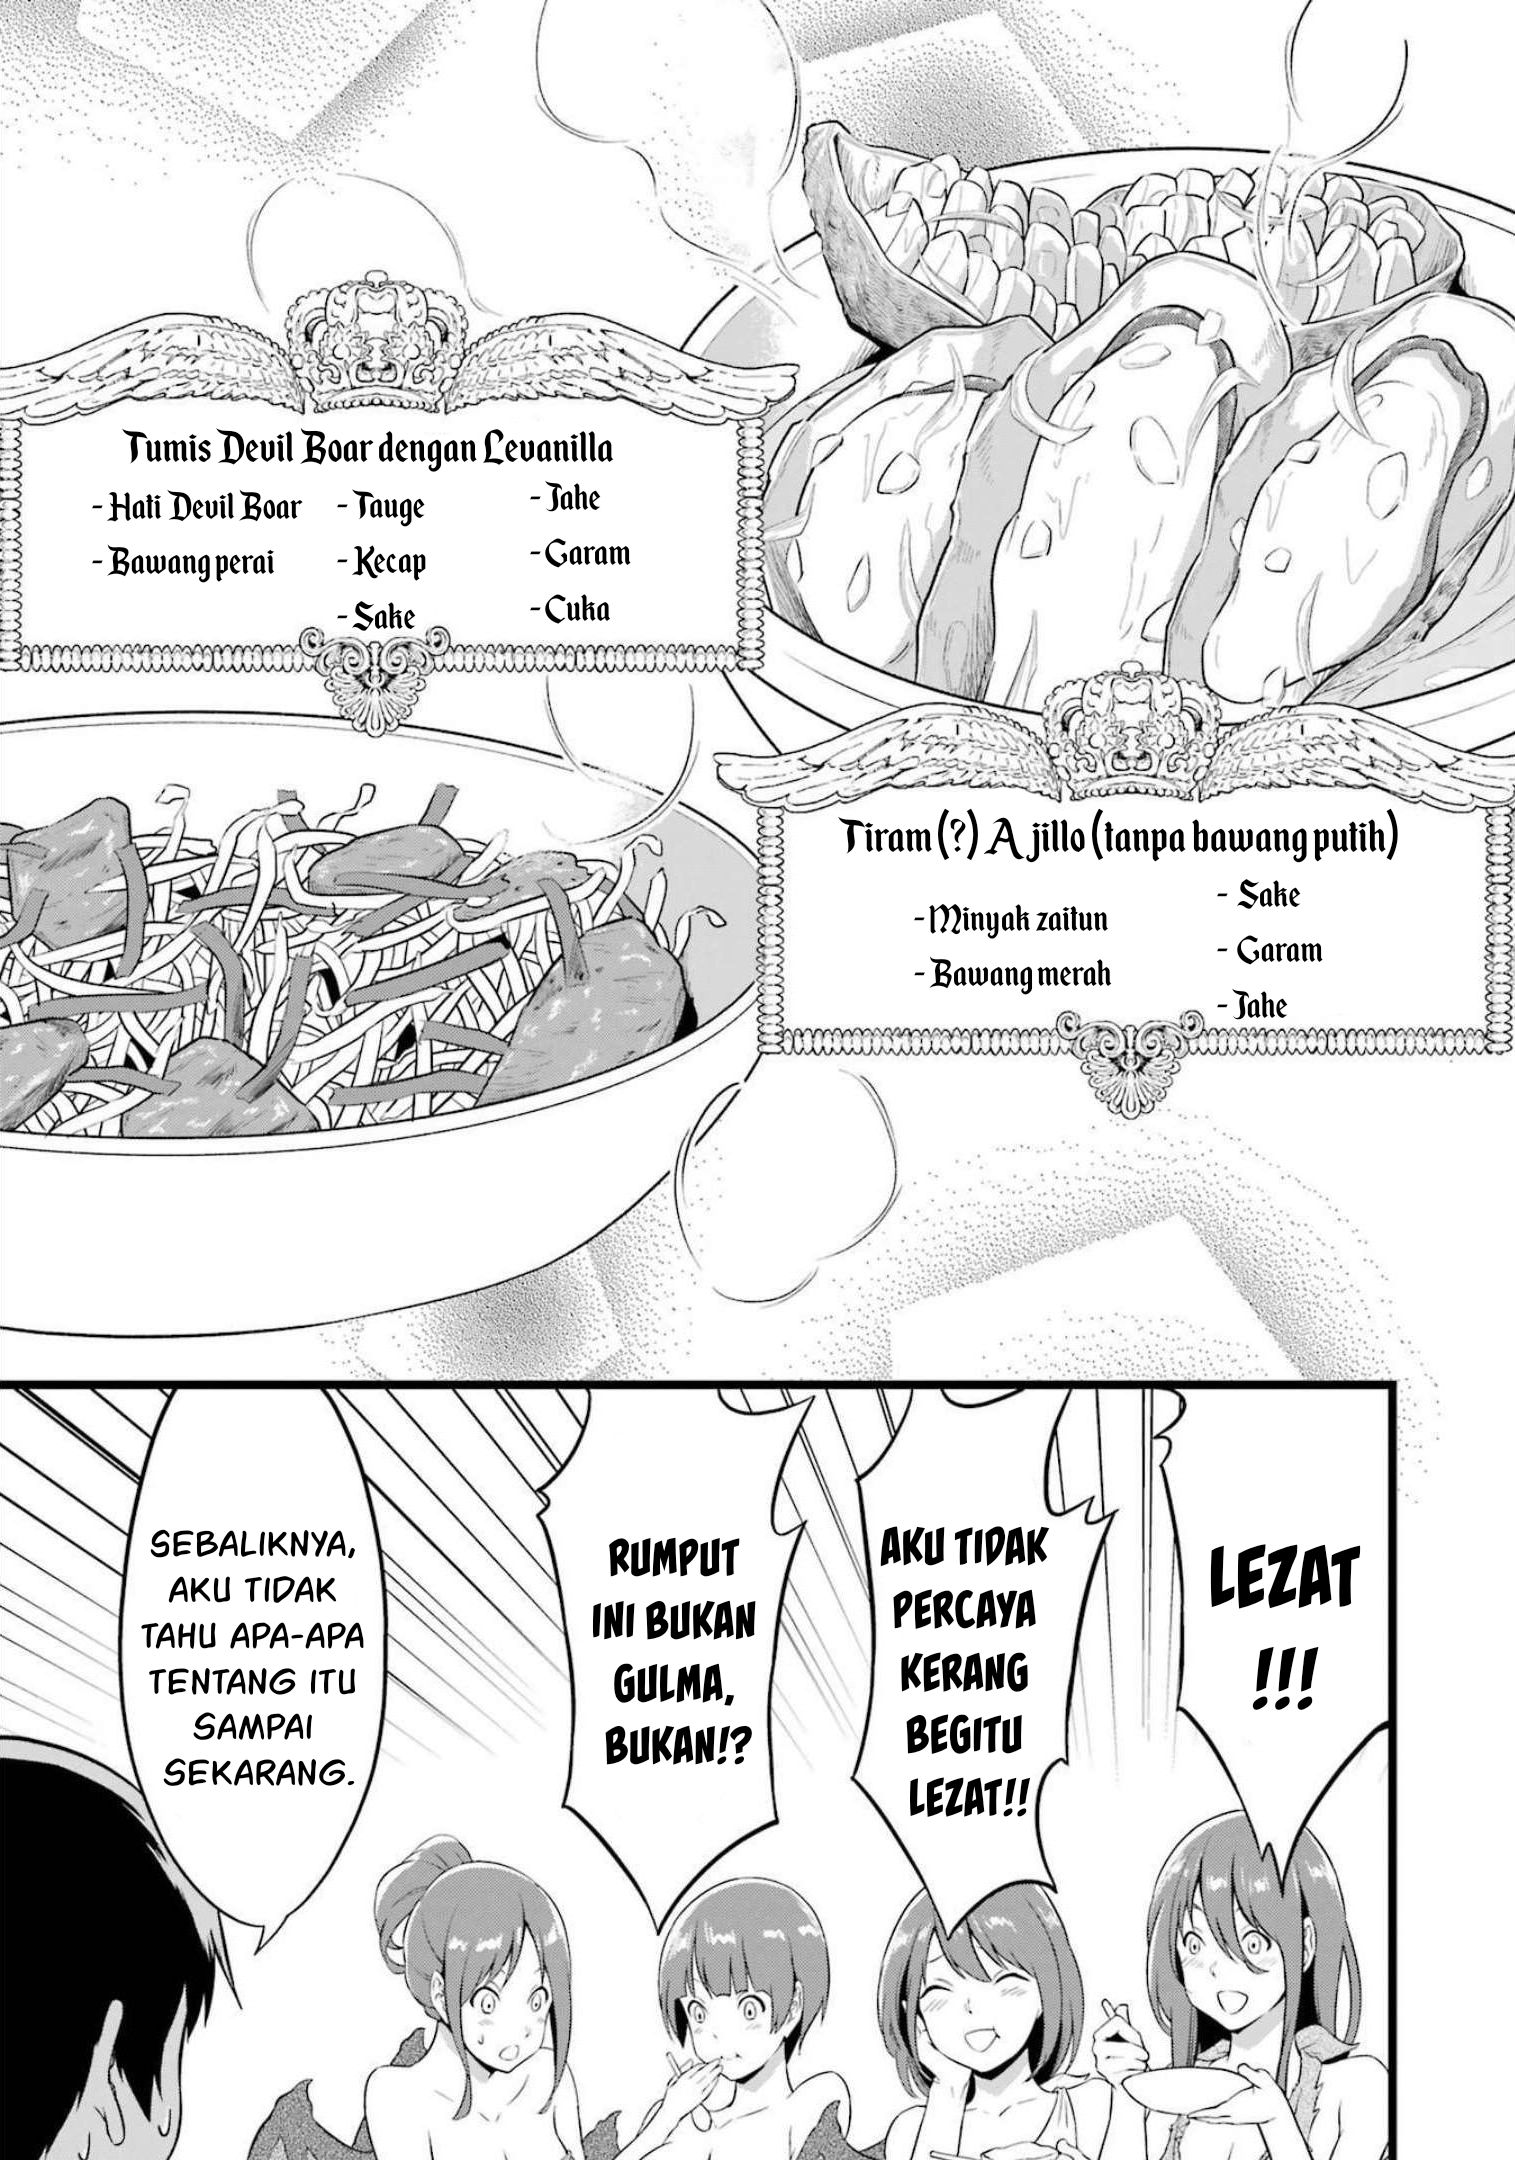 Tumis Devil Boar dengan Levanilla
- Hati Devil Boar
- Bawang perai
- Tauge
- Kecap
- Sake
- Jahe
- Garam
- Cuka
Tiram (?) Ajillo (tanpa bawang putih)
- Minyak zaitun
- Bawang merah
- Sake
- Garam
- Jahe
LEZAT
!!!
AKU TIDAK
PERCAYA
KERANG
BEGITU
LEZAT!!
RUMPUT
INI BUKAN
GULMA,
BUKAN!?
SEBALIKNYA,
AKU TIDAK
TAHU APA-APA
TENTANG ITU
SAMPAI
SEKARANG.